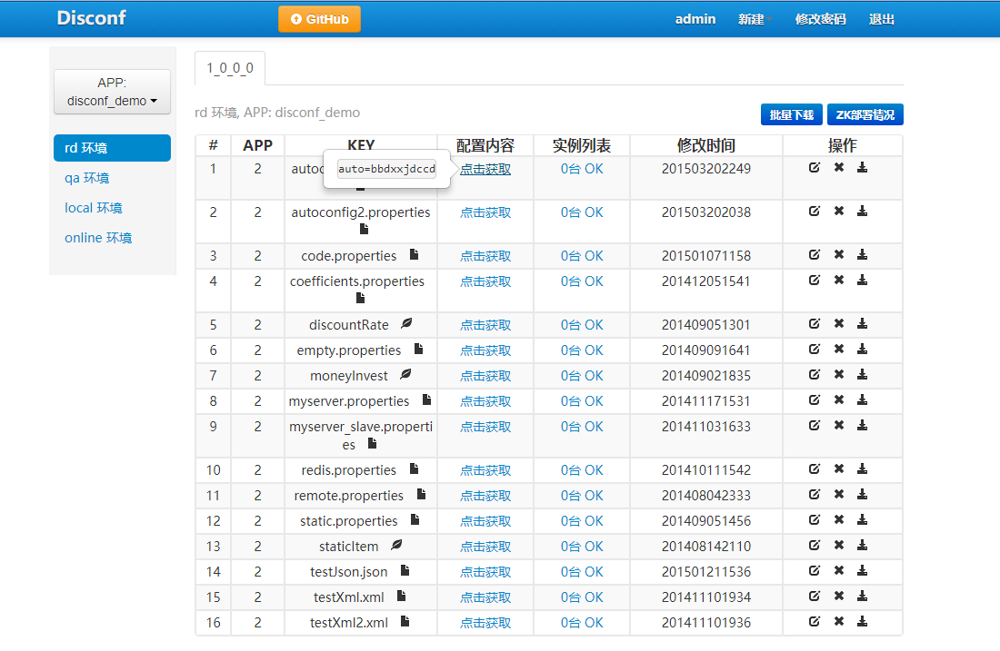 Disconf GitHub admin 新建 修改密码 退出
1_0_0_0
APP:
disconf_demo
rd 环境, APP: disconf_demo 批量下载 ZK部署情况
rd 环境
qa 环境
local 环境
online 环境
# APP KEY 配置内容 实例列表 修改时间 操作
1 2 autoc auto=bbdxxjdccd 点击获取 0台 OK 201503202249
2 2 autoconfig2.properties 点击获取 0台 OK 201503202038
3 2 code.properties 点击获取 0台 OK 201501071158
4 2 coefficients.properties 点击获取 0台 OK 201412051541
5 2 discountRate 点击获取 0台 OK 201409051301
6 2 empty.properties 点击获取 0台 OK 201409091641
7 2 moneyInvest 点击获取 0台 OK 201409021835
8 2 myserver.properties 点击获取 0台 OK 201411171531
9 2 myserver_slave.properti 点击获取 0台 OK 201411031633
es
10 2 redis.properties 点击获取 0台 OK 201410111542
11 2 remote.properties 点击获取 0台 OK 201408042333
12 2 static.properties 点击获取 0台 OK 201409051456
13 2 staticItem 点击获取 0台 OK 201408142110
14 2 testJson.json 点击获取 0台 OK 201501211536
15 2 testXml.xml 点击获取 0台 OK 201411101934
16 2 testXml2.xml 点击获取 0台 OK 201411101936